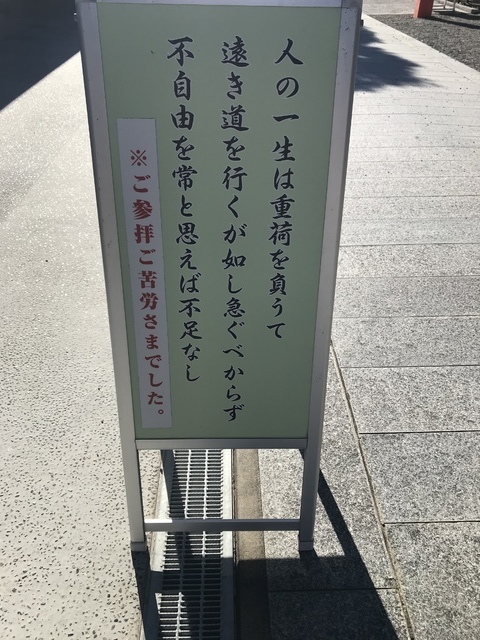 人の一生は重荷を負うて
遠き道を行くが如し急ぐべからず
不自由を常と思えば不足なし
※ご参拝ご苦労さまでした。